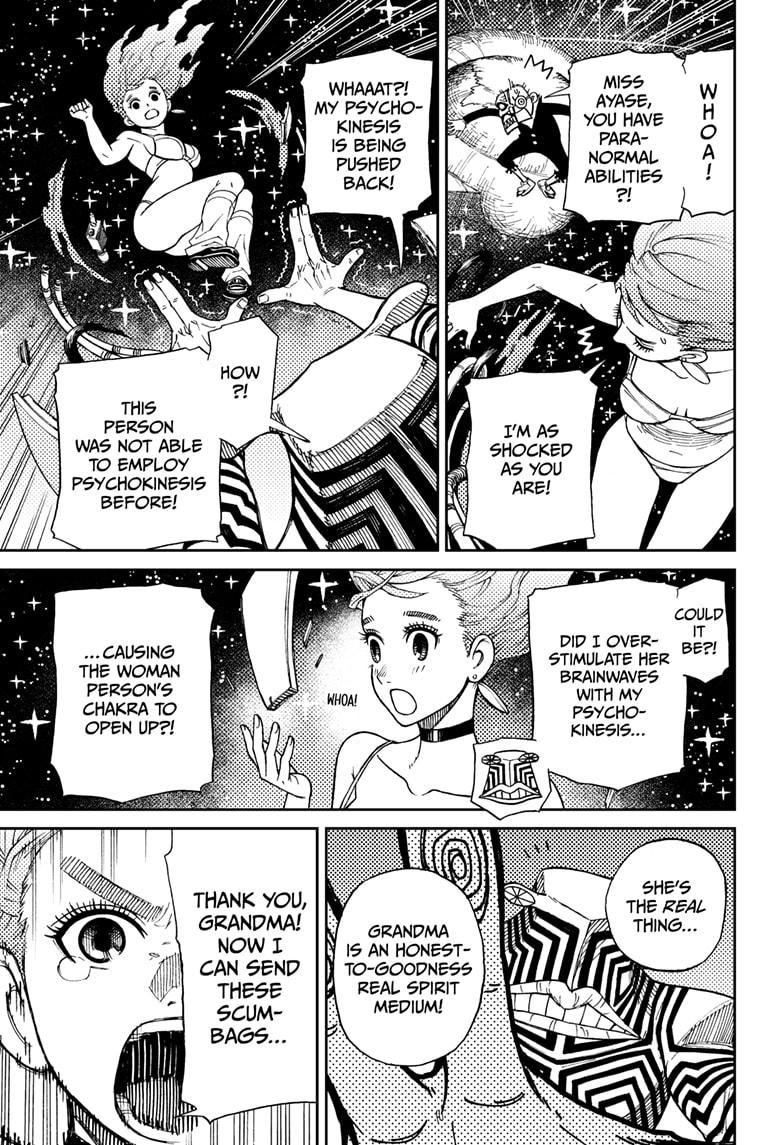 WHOA!
MISS
AYASE,
YOU HAVE
PARA-
NORMAL
ABILITIES
?!
I'M AS
SHOCKED
AS YOU
ARE!
WHAAAT?!
MY PSYCHO-
KINESIS
IS BEING
PUSHED
BACK!
HOW
?!
THIS
PERSON
WAS NOT ABLE
TO EMPLOY
PSYCHOKINESIS
BEFORE!
COULD
IT
BE?!
DID I OVER-
STIMULATE HER
BRAINWAVES
WITH MY
PSYCHO-
KINESIS...
WHOA!
...CAUSING
THE WOMAN
PERSON'S
CHAKRA TO
OPEN UP?!
SHE'S
THE REAL
THING...
GRANDMA
IS AN HONEST-
TO-GOODNESS
REAL SPIRIT
MEDIUM!
THANK YOU,
GRANDMA!
NOW I
CAN SEND
THESE
SCUM-
BAGS...